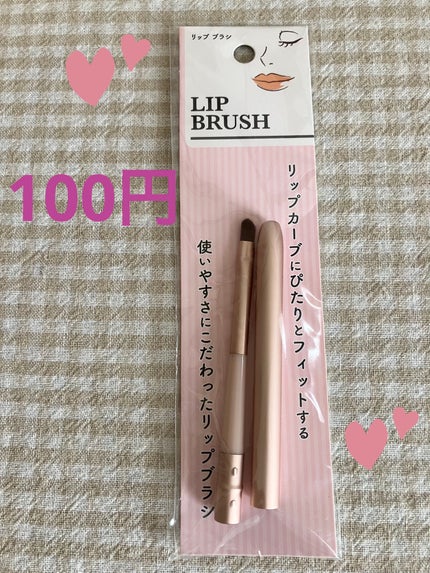 リップ ブラシ
LIP
BRUSH
100円
リップカーブにぴたりとフィットする
使いやすさにこだわったリップブラシ